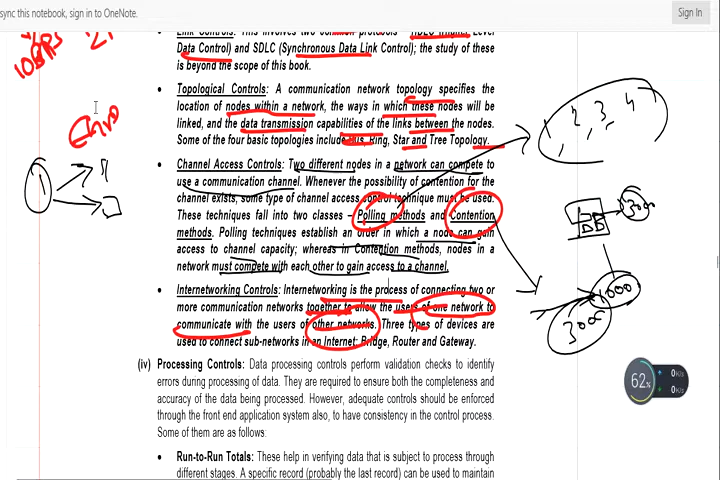 sync this notebook, sign in to OneNote.
Sign In
Data Control) and SDLC (Synchronous Data Link Control); the study of these
is beyond the scope of this book.
• Topological Controls: A communication network topology specifies the
location of nodes within a network, the ways in which these nodes will be
linked, and the data transmission capabilities of the links between the nodes.
Some of the four basic topologies include Bus, Ring, Star and Tree Topology.
• Channel Access Controls: Two different nodes in a network can compete to
use a communication channel. Whenever the possibility of contention for the
channel exists, some type of channel access control technique must be used.
These techniques fall into two classes – Polling methods and Contention
methods. Polling techniques establish an order in which a node can gain
access to channel capacity; whereas in Contention methods, nodes in a
network must compete with each other to gain access to a channel.
• Internetworking Controls: Internetworking is the process of connecting two or
more communication networks together to allow the users of one network to
communicate with the users of other networks. Three types of devices are
used to connect sub-networks in an Internet: Bridge, Router and Gateway.
(iv) Processing Controls: Data processing controls perform validation checks to identify
errors during processing of data. They are required to ensure both the completeness and
accuracy of the data being processed. However, adequate controls should be enforced
through the front end application system also, to have consistency in the control process.
Some of them are as follows:
• Run-to-Run Totals: These help in verifying data that is subject to process through
different stages. A specific record (probably the last record) can be used to maintain
1, 2, 3, 4
1000
300
62%
+ 0K/s
+ 0K/s